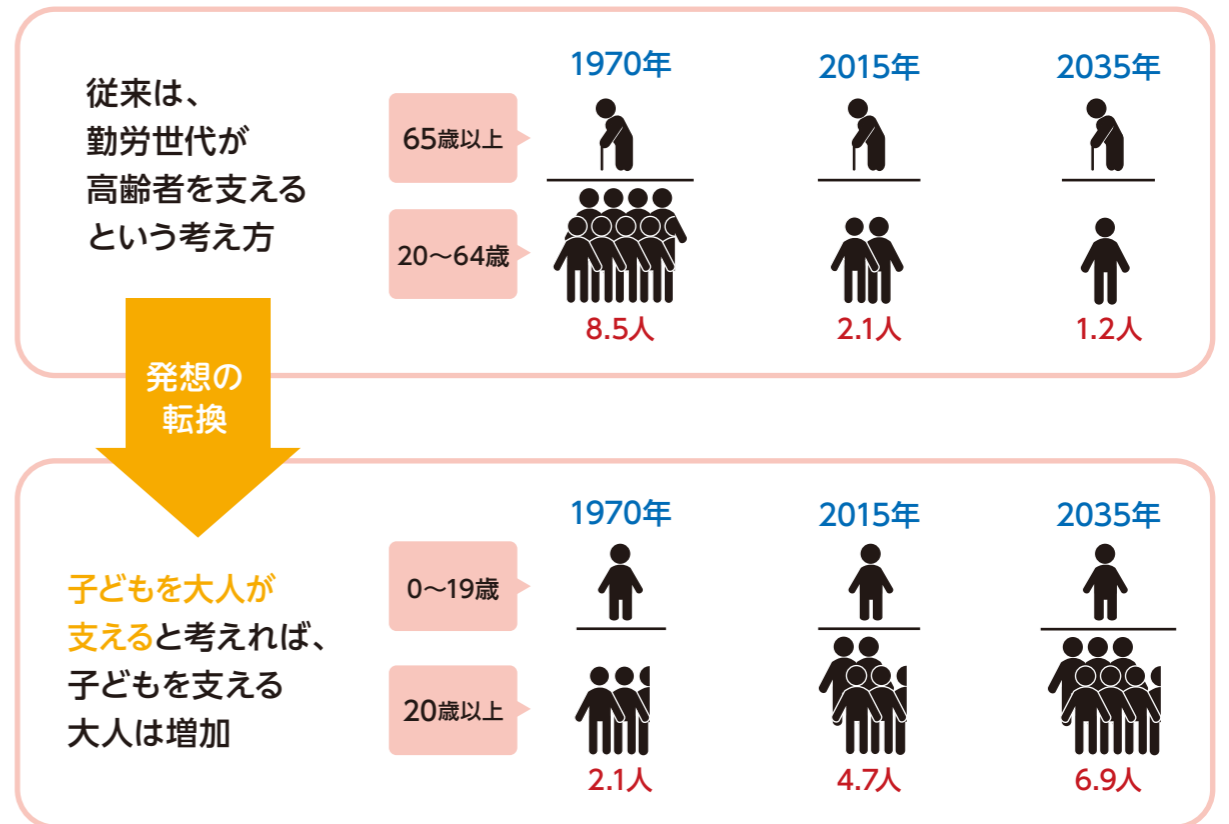 従来は、
勤労世代が
高齢者を支える
という考え方
1970年
2015年
2035年
65歳以上
20〜64歳
8.5人
2.1人
1.2人
発想の
転換
子どもを大人が
支えると考えれば、
子どもを支える
大人は増加
1970年
2015年
2035年
0〜19歳
20歳以上
2.1人
4.7人
6.9人